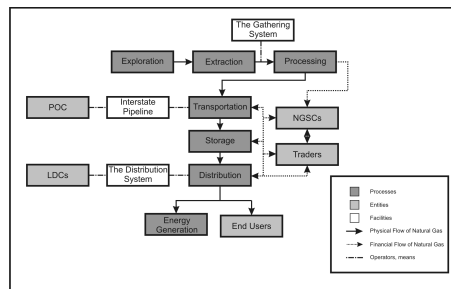 The Gathering
System
Exploration
Extraction
Processing
POC
Interstate
Pipeline
Transportation
NGSCs
Storage
Traders
LDCs
The Distribution
System
Distribution
Energy
Generation
End Users
Processes
Entities
Facilities
Physical Flow of Natural Gas
Financial Flow of Natural Gas
Operators, means